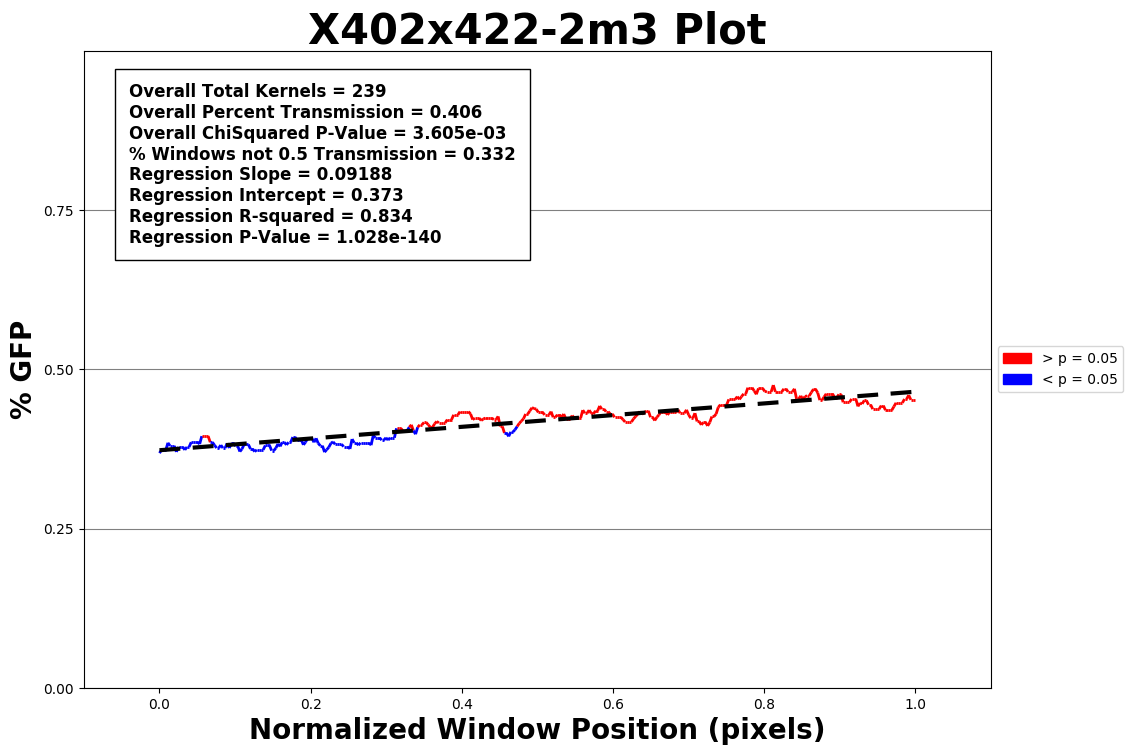 X402x422-2m3 Plot
Overall Total Kernels = 239
Overall Percent Transmission = 0.406
Overall ChiSquared P-Value = 3.605e-03
% Windows not 0.5 Transmission = 0.332
Regression Slope = 0.09188
Regression Intercept = 0.373
Regression R-squared = 0.834
Regression P-Value = 1.028e-140
% GFP
0.75
0.50
0.25
0.00
> p = 0.05
< p = 0.05
0.0 0.2 0.4 0.6 0.8 1.0
Normalized Window Position (pixels)